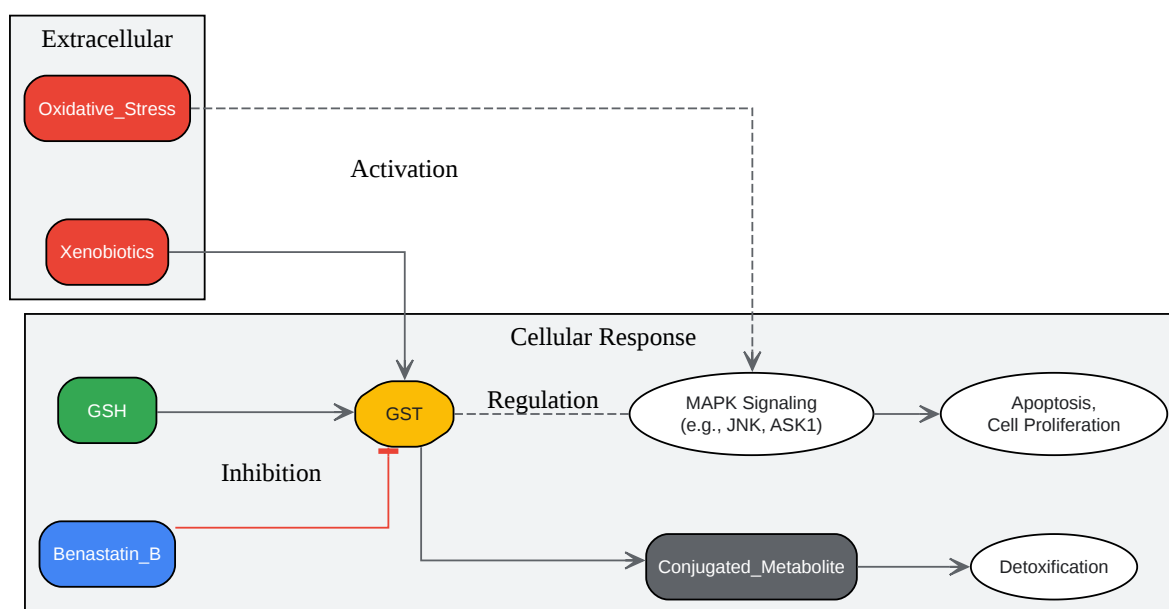 Extracellular
Oxidative_Stress
Activation
Xenobiotics
Cellular Response
GSH
GST
Regulation
MAPK Signaling
(e.g., JNK, ASK1)
Apoptosis,
Cell Proliferation
Inhibition
Benastatin_B
Conjugated_Metabolite
Detoxification